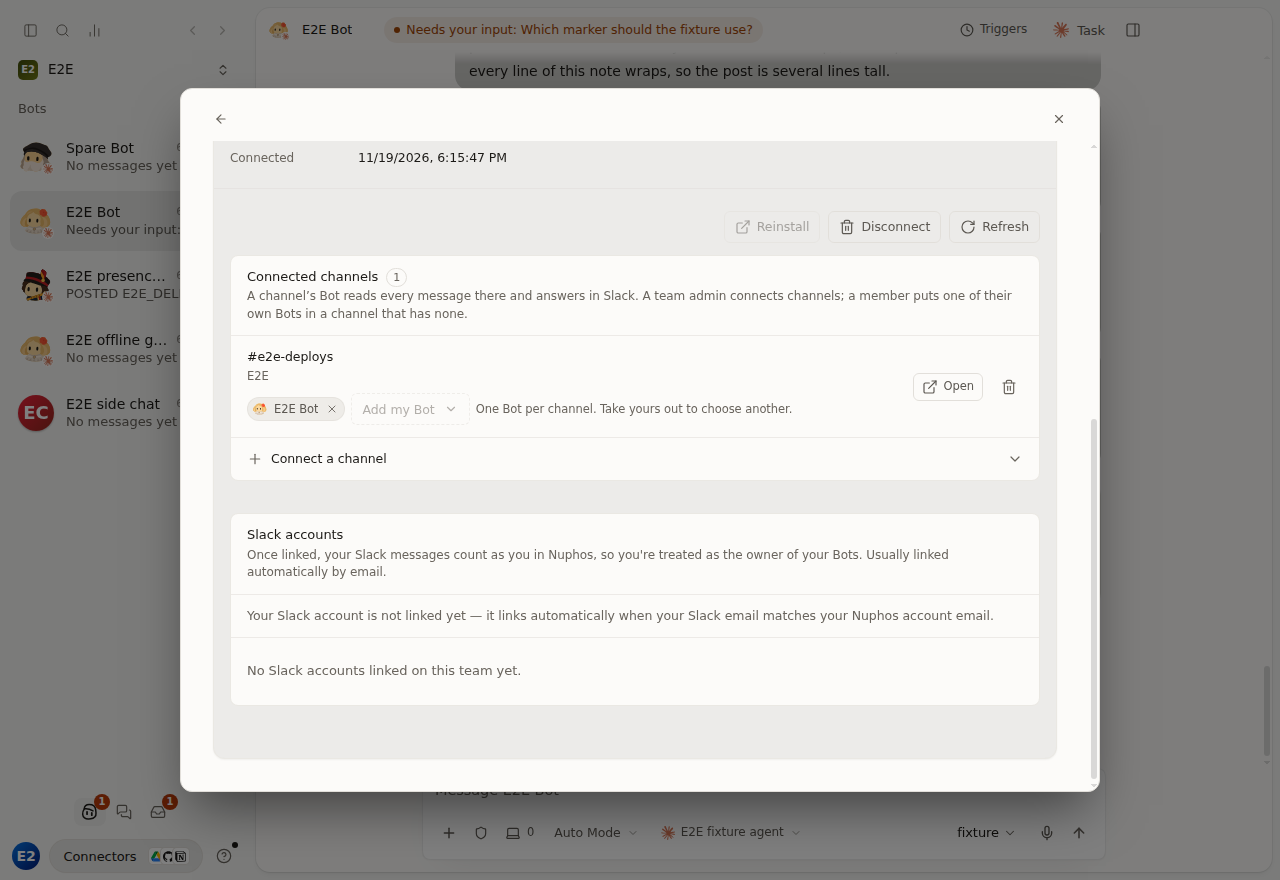 E2E Bot
Needs your input: Which marker should the fixture use?
Triggers
Task
E2 E2E
every line of this note wraps, so the post is several lines tall.
Bots
Spare Bot
No messages yet
E2E Bot
Needs your input:
E2E presenc...
POSTED E2E_DEL
E2E offline g...
No messages yet
EC
E2E side chat
No messages yet
Connected
11/19/2026, 6:15:47 PM
Reinstall
Disconnect
Refresh
Connected channels 1
A channel’s Bot reads every message there and answers in Slack. A team admin connects channels; a member puts one of their
own Bots in a channel that has none.
#e2e-deploys
E2E
E2E Bot
Add my Bot
One Bot per channel. Take yours out to choose another.
Open
Connect a channel
Slack accounts
Once linked, your Slack messages count as you in Nuphos, so you're treated as the owner of your Bots. Usually linked
automatically by email.
Your Slack account is not linked yet — it links automatically when your Slack email matches your Nuphos account email.
No Slack accounts linked on this team yet.
Message E2E Bot
1
1
0
Auto Mode
E2E fixture agent
fixture
E2
Connectors